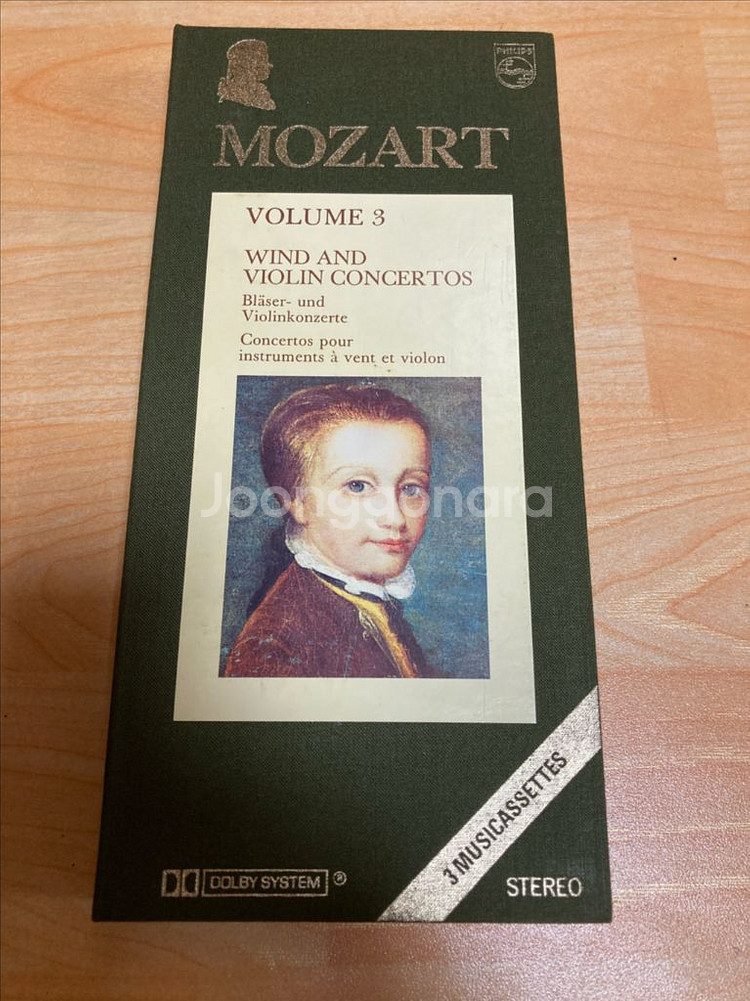 PHILIPS
MOZART
VOLUME 3
WIND AND
VIOLIN CONCERTOS
Bläser- und
Violinkonzerte
Concertos pour
instruments à vent et violon
Joonggonara
3 MUSICASSETTES
DOLBY SYSTEM ®
STEREO